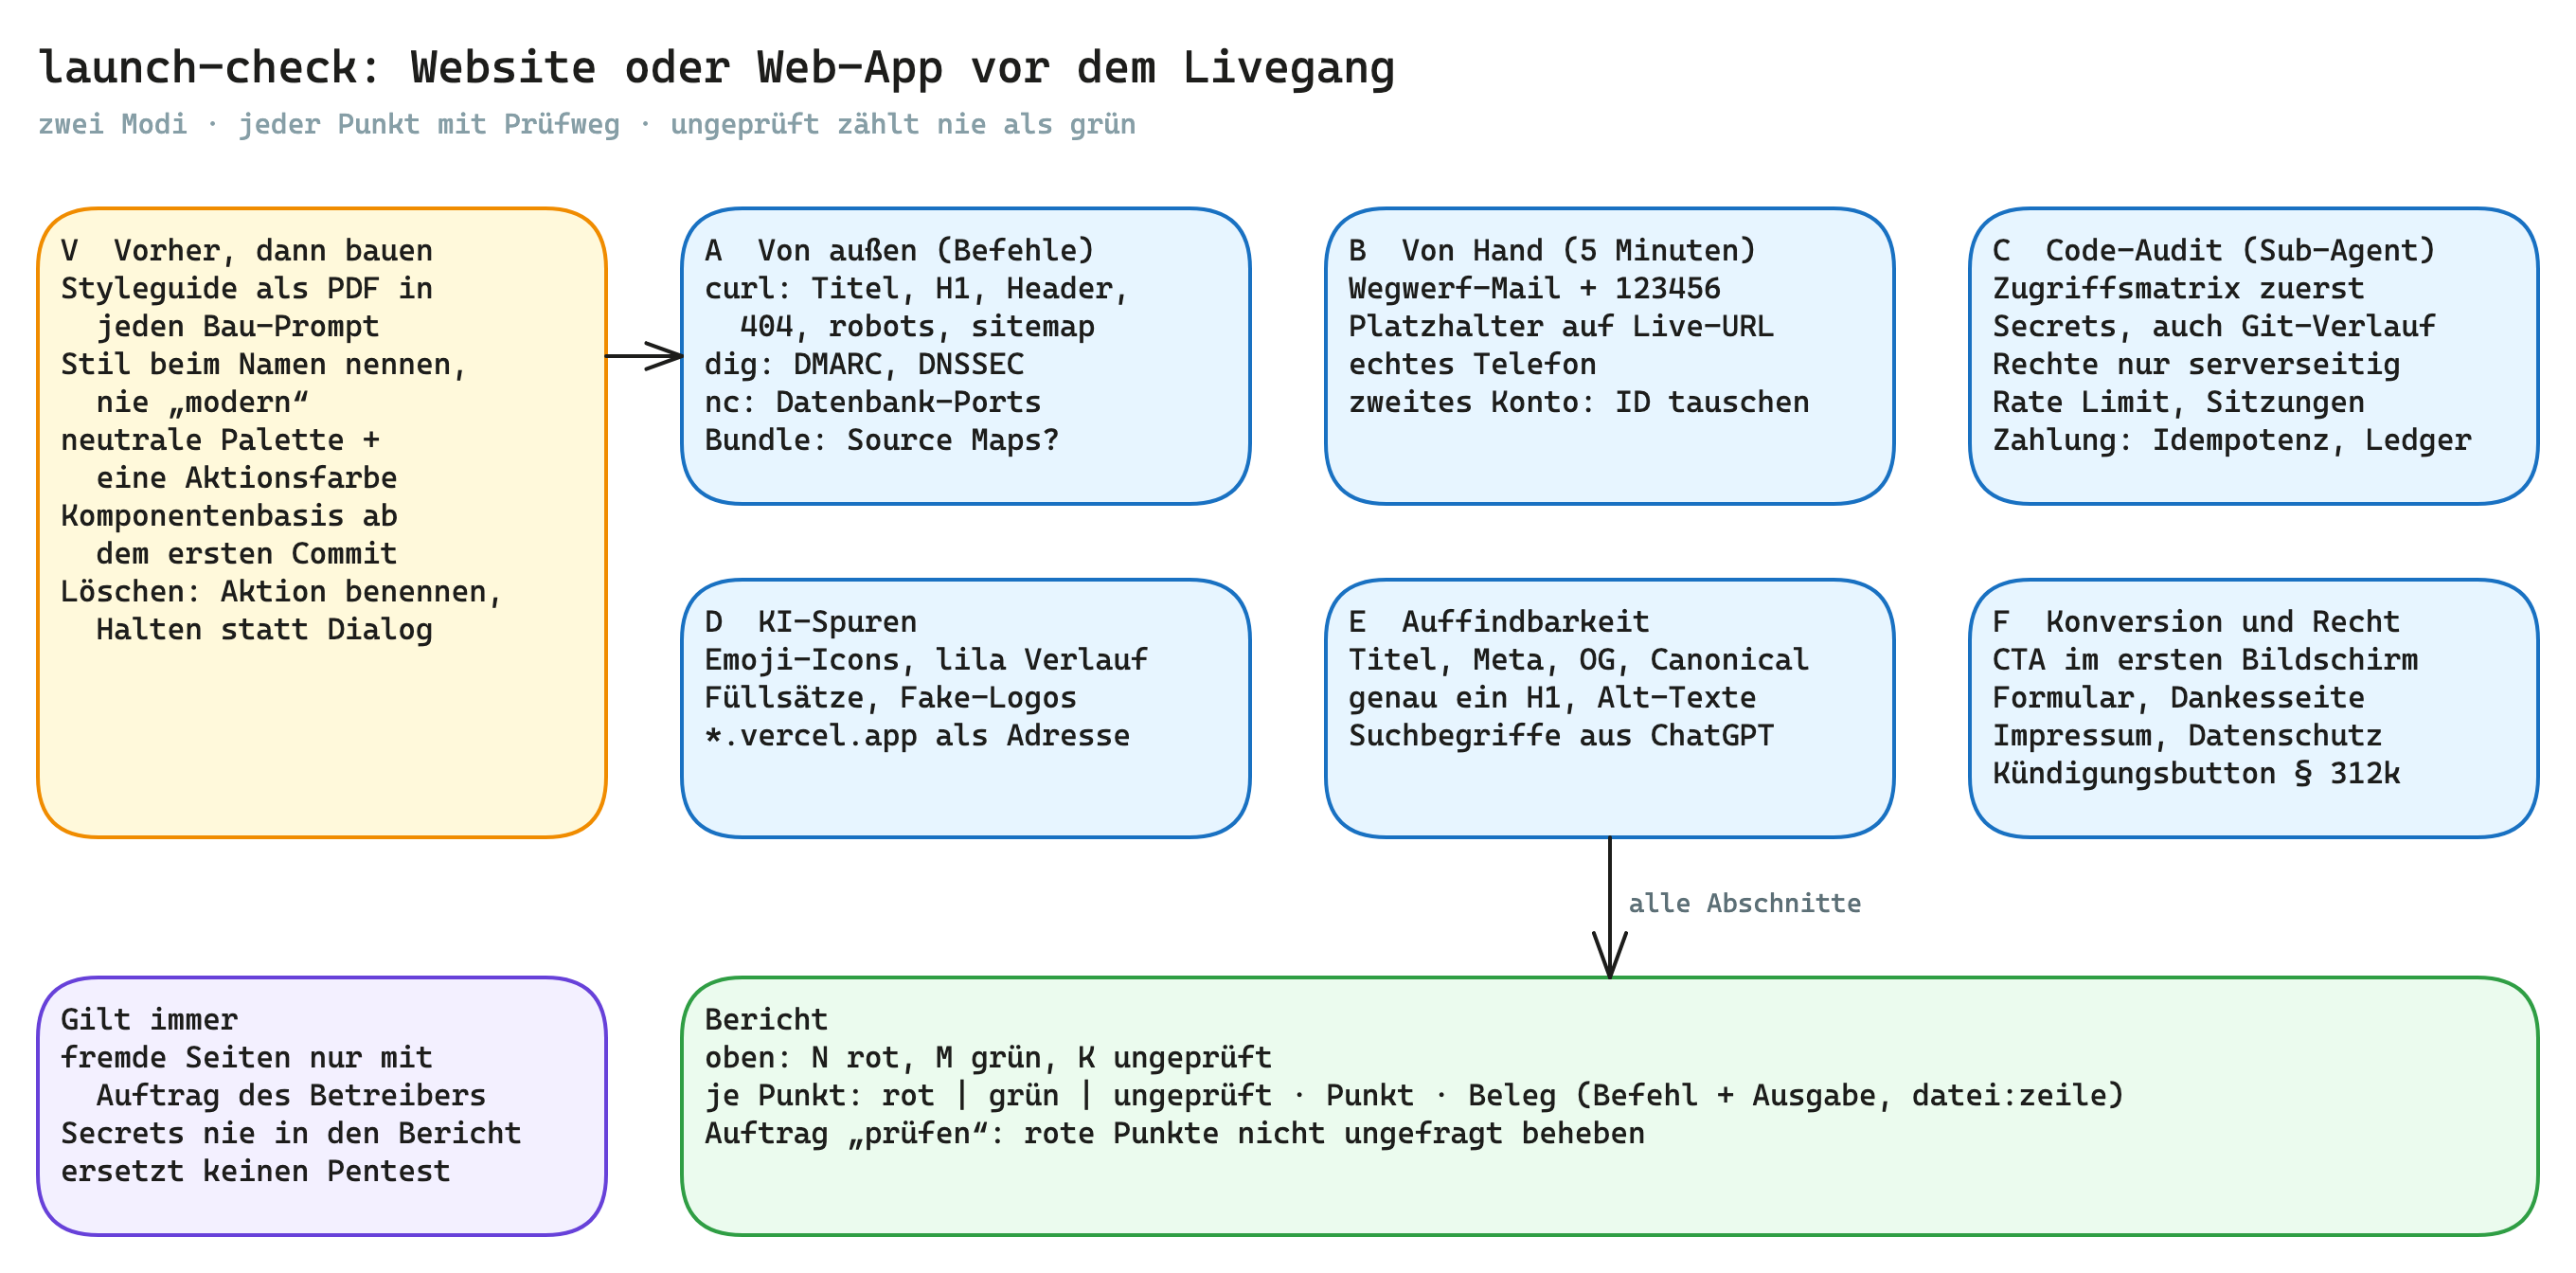 launch-check: Website oder Web-App vor dem Livegang
zwei Modi · jeder Punkt mit Prüfweg · ungeprüft zählt nie als grün
V  Vorher, dann bauen
Styleguide als PDF in
jeden Bau-Prompt
Stil beim Namen nennen,
nie „modern“
neutrale Palette +
eine Aktionsfarbe
Komponentenbasis ab
dem ersten Commit
Löschen: Aktion benennen,
Halten statt Dialog
A  Von außen (Befehle)
curl: Titel, H1, Header,
404, robots, sitemap
dig: DMARC, DNSSEC
nc: Datenbank-Ports
Bundle: Source Maps?
B  Von Hand (5 Minuten)
Wegwerf-Mail + 123456
Platzhalter auf Live-URL
echtes Telefon
zweites Konto: ID tauschen
C  Code-Audit (Sub-Agent)
Zugriffsmatrix zuerst
Secrets, auch Git-Verlauf
Rechte nur serverseitig
Rate Limit, Sitzungen
Zahlung: Idempotenz, Ledger
D  KI-Spuren
Emoji-Icons, lila Verlauf
Füllsätze, Fake-Logos
*.vercel.app als Adresse
E  Auffindbarkeit
Titel, Meta, OG, Canonical
genau ein H1, Alt-Texte
Suchbegriffe aus ChatGPT
F  Konversion und Recht
CTA im ersten Bildschirm
Formular, Dankesseite
Impressum, Datenschutz
Kündigungsbutton § 312k
alle Abschnitte
Gilt immer
fremde Seiten nur mit
Auftrag des Betreibers
Secrets nie in den Bericht
ersetzt keinen Pentest
Bericht
oben: N rot, M grün, K ungeprüft
je Punkt: rot | grün | ungeprüft · Punkt · Beleg (Befehl + Ausgabe, datei:zeile)
Auftrag „prüfen“: rote Punkte nicht ungefragt beheben